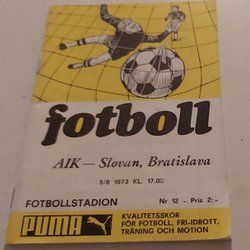 fotboll
AIK — Slovan, Bratislava
5/8 1973 KL. 17.00
FOTBOLLSTADION Nr 12 - Pris 2:-
PUMA
KVALITETSSKOR
FÖR FOTBOLL, FRI-IDROTT,
TRÄNING OCH MOTION